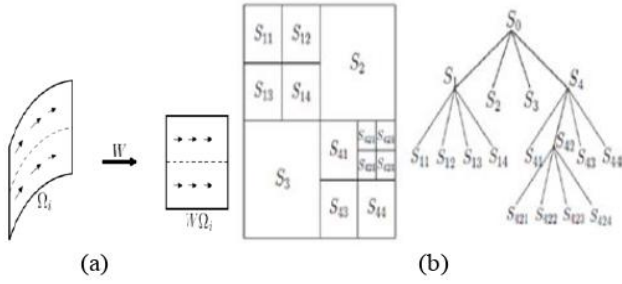 Ω_i
W
WΩ_i
(a)
S_11 S_12
S_2
S_13 S_14
S_3
S_41
S_421 S_422
S_423 S_424
S_43 S_44
S_0
S_1 S_2 S_3 S_4
S_11 S_12 S_13 S_14 S_41 S_42 S_43 S_44
S_421 S_422 S_423 S_424
(b)